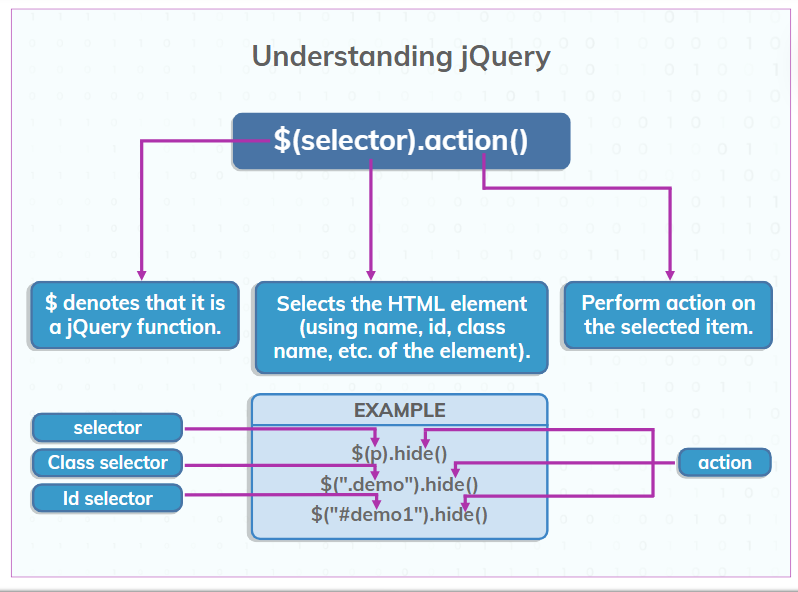 Understanding jQuery
$(selector).action()
$ denotes that it is
a jQuery function.
Selects the HTML element
(using name, id, class
name, etc. of the element).
Perform action on
the selected item.
EXAMPLE
selector
$(p).hide()
Class selector
$(".demo").hide()
Id selector
$("#demo1").hide()
action